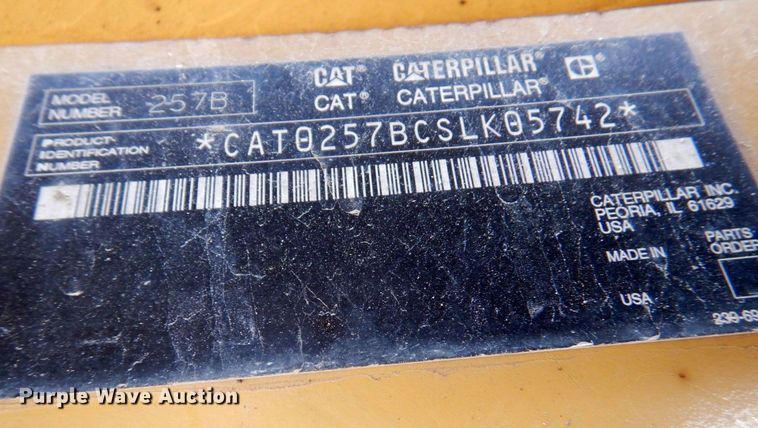 CAT CATERPILLAR C
CAT® CATERPILLAR®
MODEL NUMBER 257B
PRODUCT IDENTIFICATION NUMBER *CAT0257BCSLK05742*
CATERPILLAR INC.
PEORIA, IL 61629
USA
MADE IN
USA
PARTS
ORDER
239-69
Purple Wave Auction